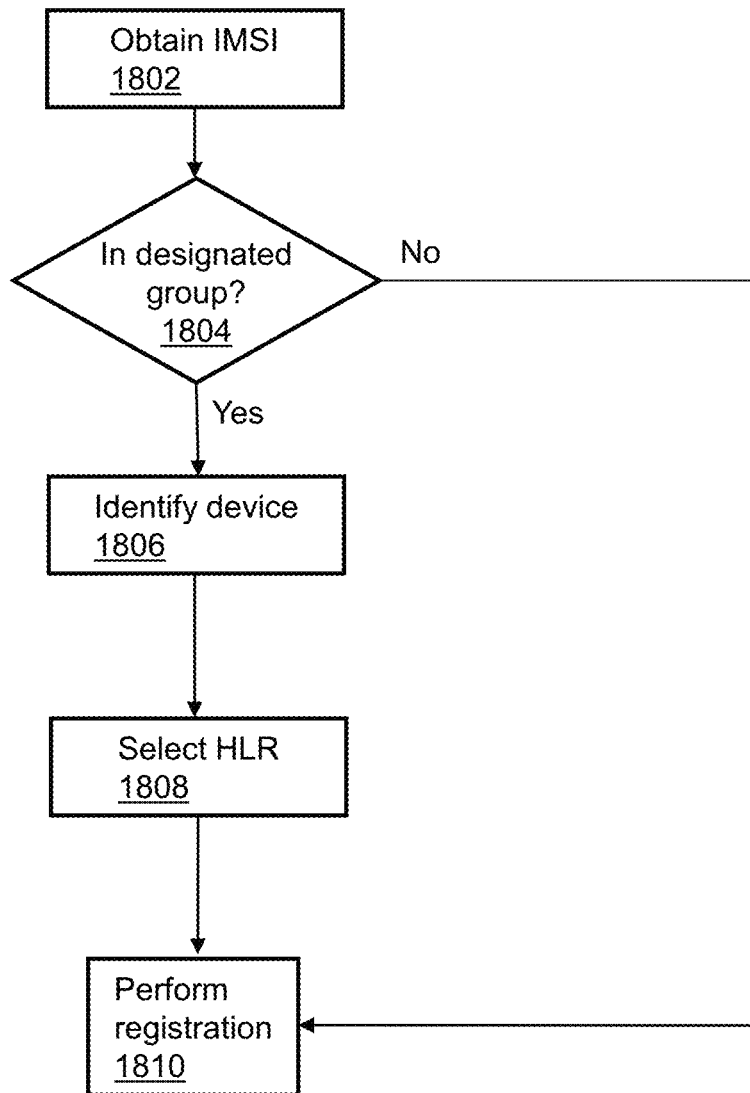 Obtain IMSI
1802
In designated
group?
1804
No
Yes
Identify device
1806
Select HLR
1808
Perform
registration
1810